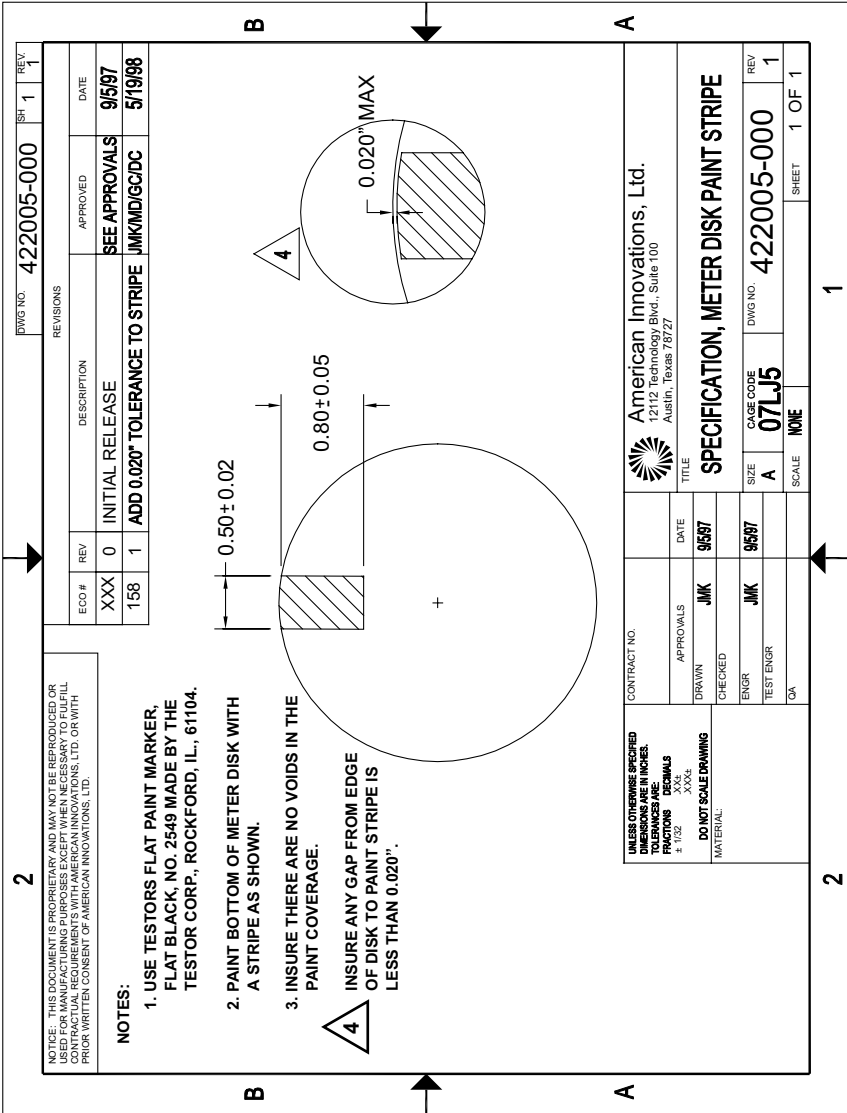 2
1
B
A
B
A
2
1
NOTICE: THIS DOCUMENT IS PROPRIETARY AND MAY NOT BE REPRODUCED OR
USED FOR MANUFACTURING PURPOSES EXCEPT WHEN NECESSARY TO FULFILL
CONTRACTUAL REQUIREMENTS WITH AMERICAN INNOVATIONS, LTD. OR WITH
PRIOR WRITTEN CONSENT OF AMERICAN INNOVATIONS, LTD.
DWG NO. 422005-000 SH 1 REV. 1
REVISIONS
ECO # REV DESCRIPTION APPROVED DATE
XXX 0 INITIAL RELEASE SEE APPROVALS 9/5/97
158 1 ADD 0.020" TOLERANCE TO STRIPE JMK/MD/GC/DC 5/19/98
NOTES:
1. USE TESTORS FLAT PAINT MARKER,
FLAT BLACK, NO. 2549 MADE BY THE
TESTOR CORP., ROCKFORD, IL., 61104.
2. PAINT BOTTOM OF METER DISK WITH
A STRIPE AS SHOWN.
3. INSURE THERE ARE NO VOIDS IN THE
PAINT COVERAGE.
4 INSURE ANY GAP FROM EDGE
OF DISK TO PAINT STRIPE IS
LESS THAN 0.020".
0.50±0.02
0.80±0.05
4
0.020" MAX
UNLESS OTHERWISE SPECIFIED
DIMENSIONS ARE IN INCHES.
TOLERANCES ARE:
FRACTIONS DECIMALS
± 1/32 .XX±
.XXX±
DO NOT SCALE DRAWING
MATERIAL:
CONTRACT NO.
APPROVALS DATE
DRAWN JMK 9/5/97
CHECKED
ENGR JMK 9/5/97
TEST ENGR
QA
American Innovations, Ltd.
12112 Technology Blvd., Suite 100
Austin, Texas 78727
TITLE
SPECIFICATION, METER DISK PAINT STRIPE
SIZE A
CAGE CODE 07LJ5
DWG NO. 422005-000
REV 1
SCALE NONE
SHEET 1 OF 1